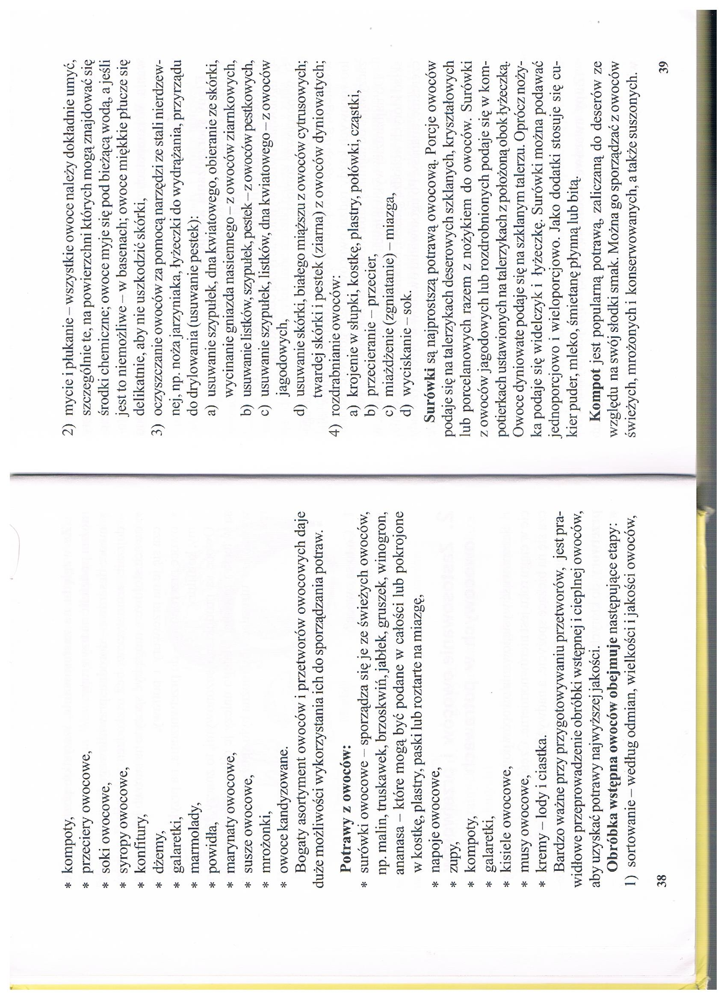 * kompoty,
* przeciery owocowe,
* soki owocowe,
* syropy owocowe,
* konfitury,
* dżemy,
* galaretki,
* marmolady,
* powidła,
* marynaty owocowe,
* susze owocowe,
* mrożonki,
* owoce kandyzowane.
Bogaty asortyment owoców i przetworów owocowych daje
duże możliwości wykorzystania ich do sporządzania potraw.
Potrawy z owoców:
* surówki owocowe – sporządza się je ze świeżych owoców,
np. malin, truskawek, brzoskwiń, jabłek, gruszek, winogron,
ananasa – które mogą być podane w całości lub pokrojone
w kostkę, plastry, paski lub roztarte na miazgę,
* napoje owocowe,
* zupy,
* kompoty,
* galaretki,
* kisiele owocowe,
* musy owocowe,
* kremy – lody i ciastka.
Bardzo ważne przy przygotowywaniu przetworów, jest pra-
widłowe przeprowadzenie obróbki wstępnej i cieplnej owoców,
aby uzyskać potrawy najwyższej jakości.
Obróbka wstępna owoców obejmuje następujące etapy:
1) sortowanie – według odmian, wielkości i jakości owoców,
38
2) mycie i płukanie – wszystkie owoce należy dokładnie umyć,
szczególnie te, na powierzchni których mogą znajdować się
środki chemiczne; owoce myje się pod bieżącą wodą, a jeśli
jest to niemożliwe – w basenach; owoce miękkie płucze się
delikatnie, aby nie uszkodzić skórki,
3) oczyszczanie owoców za pomocą narzędzi ze stali nierdzew-
nej, np. noża jarzyniaka, łyżeczki do wydrążania, przyrządu
do drylowania (usuwanie pestek):
a) usuwanie szypułek, dna kwiatowego, obieranie ze skórki,
wycinanie gniazda nasiennego – z owoców ziarnkowych,
b) usuwanie listków, szypułek, pestek – z owoców pestkowych,
c) usuwanie szypułek, listków, dna kwiatowego – z owoców
jagodowych,
d) usuwanie skórki, białego miąższu z owoców cytrusowych;
twardej skórki i pestek (ziarna) z owoców dyniowatych;
4) rozdrabnianie owoców:
a) krojenie w słupki, kostkę, plastry, połówki, cząstki,
b) przecieranie – przecier,
c) miażdżenie (zgniatanie) – miazga,
d) wyciskanie – sok.
Surówki są najprostszą potrawą owocową. Porcje owoców
podaje się na talerzykach deserowych szklanych, kryształowych
lub porcelanowych razem z nożykiem do owoców. Surówki
z owoców jagodowych lub rozdrobnionych podaje się w kom-
potierkach ustawionych na talerzykach z położoną obok łyżeczką.
Owoce dyniowate podaje się na szklanym talerzu. Oprócz noży-
ka podaje się widelczyk i łyżeczkę. Surówki można podawać
jednoporcjowo i wieloporcjowo. Jako dodatki stosuje się cu-
kier puder, mleko, śmietanę płynną lub bitą.
Kompot jest popularną potrawą, zaliczaną do deserów ze
względu na swój słodki smak. Można go sporządzać z owoców
świeżych, mrożonych i konserwowanych, a także suszonych.
39